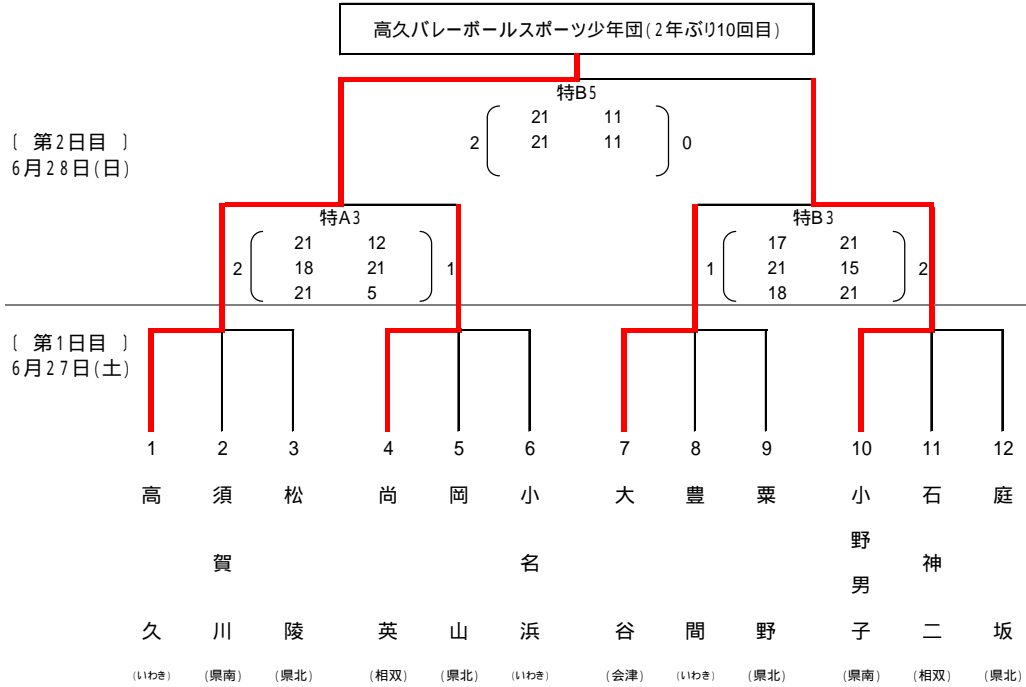 高久バレーボールスポーツ少年団(2年ぶり10回目)
特B5
21 11
2 21 11 0
〔 第2日目 〕
6月28日(日)
特A3 特B3
21 12 17 21
2 18 21 1 1 21 15 2
21 5 18 21
〔 第1日目 〕
6月27日(土)
1 2 3 4 5 6 7 8 9 10 11 12
高久 須賀川 松陵 尚英 岡山 小名浜 大谷 豊間 粟野 小野男子 石神二 庭坂
(いわき) (県南) (県北) (相双) (県北) (いわき) (会津) (いわき) (県北) (県南) (相双) (県北)